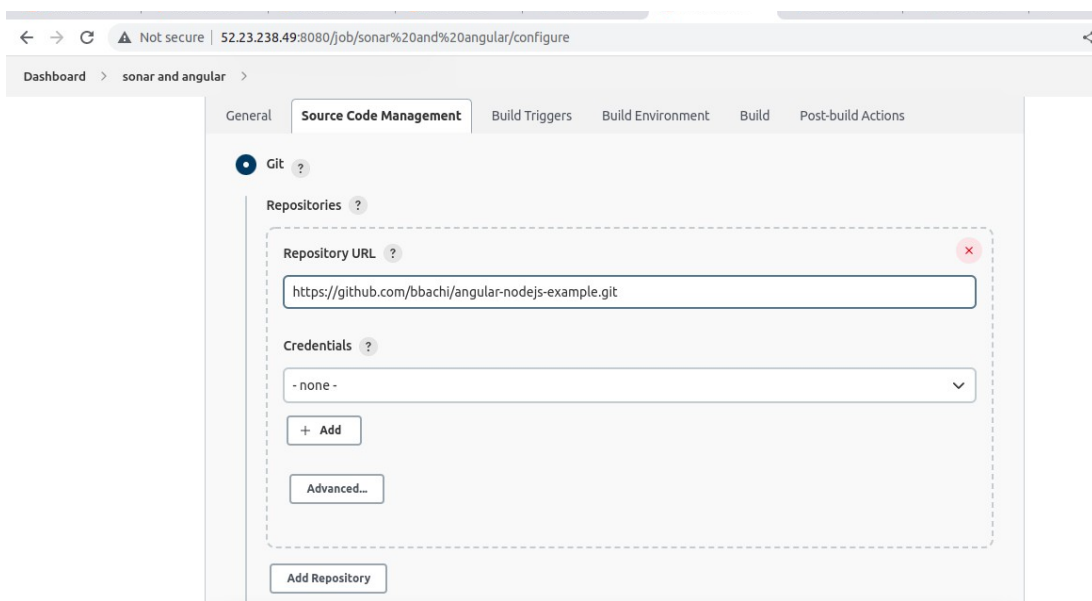 Not secure | 52.23.238.49:8080/job/sonar%20and%20angular/configure
Dashboard > sonar and angular >
General Source Code Management Build Triggers Build Environment Build Post-build Actions
Git ?
Repositories ?
Repository URL ?
https://github.com/bbachi/angular-nodejs-example.git
Credentials ?
- none -
+ Add
Advanced...
Add Repository